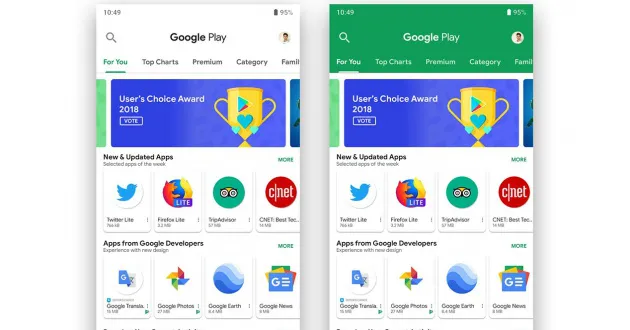 10:49 95%
Google Play
For You Top Charts Premium Category Famil
User's Choice Award
2018
VOTE
New & Updated Apps MORE
Selected apps of the week
LITE c|net
Twitter Lite Firefox Lite TripAdvisor CNET: Best Tec...
766 kB 3.2 MB 57 MB 14 MB
Apps from Google Developers MORE
Experience with new design
Google Transla. Google Photos Google Earth Google News
16 MB 27 MB 8.4 MB 8 MB
10:49 95%
Google Play
For You Top Charts Premium Category Famil
User's Choice Award
2018
VOTE
New & Updated Apps MORE
Selected apps of the week
LITE c|net
Twitter Lite Firefox Lite TripAdvisor CNET: Best Tec...
766 kB 3.2 MB 57 MB 14 MB
Apps from Google Developers MORE
Experience with new design
Google Transla. Google Photos Google Earth Google News
16 MB 27 MB 8.4 MB 8 MB